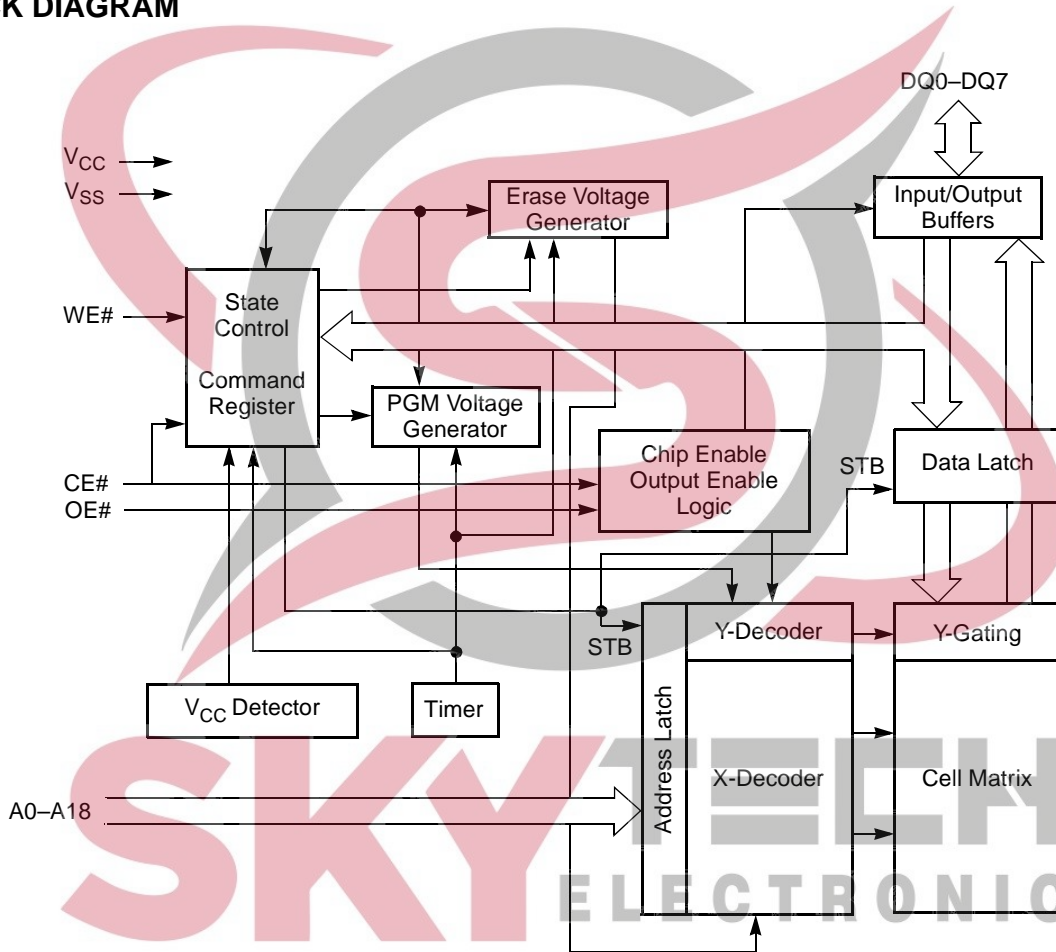 CK DIAGRAM
DQ0–DQ7
VCC
VSS
Erase Voltage
Generator
Input/Output
Buffers
WE#
State
Control
Command
Register
PGM Voltage
Generator
Chip Enable
Output Enable
Logic
STB
Data Latch
CE#
OE#
STB
Y-Decoder
Y-Gating
VCC Detector
Timer
Address Latch
X-Decoder
Cell Matrix
A0–A18
SKYTECH
ELECTRONIC